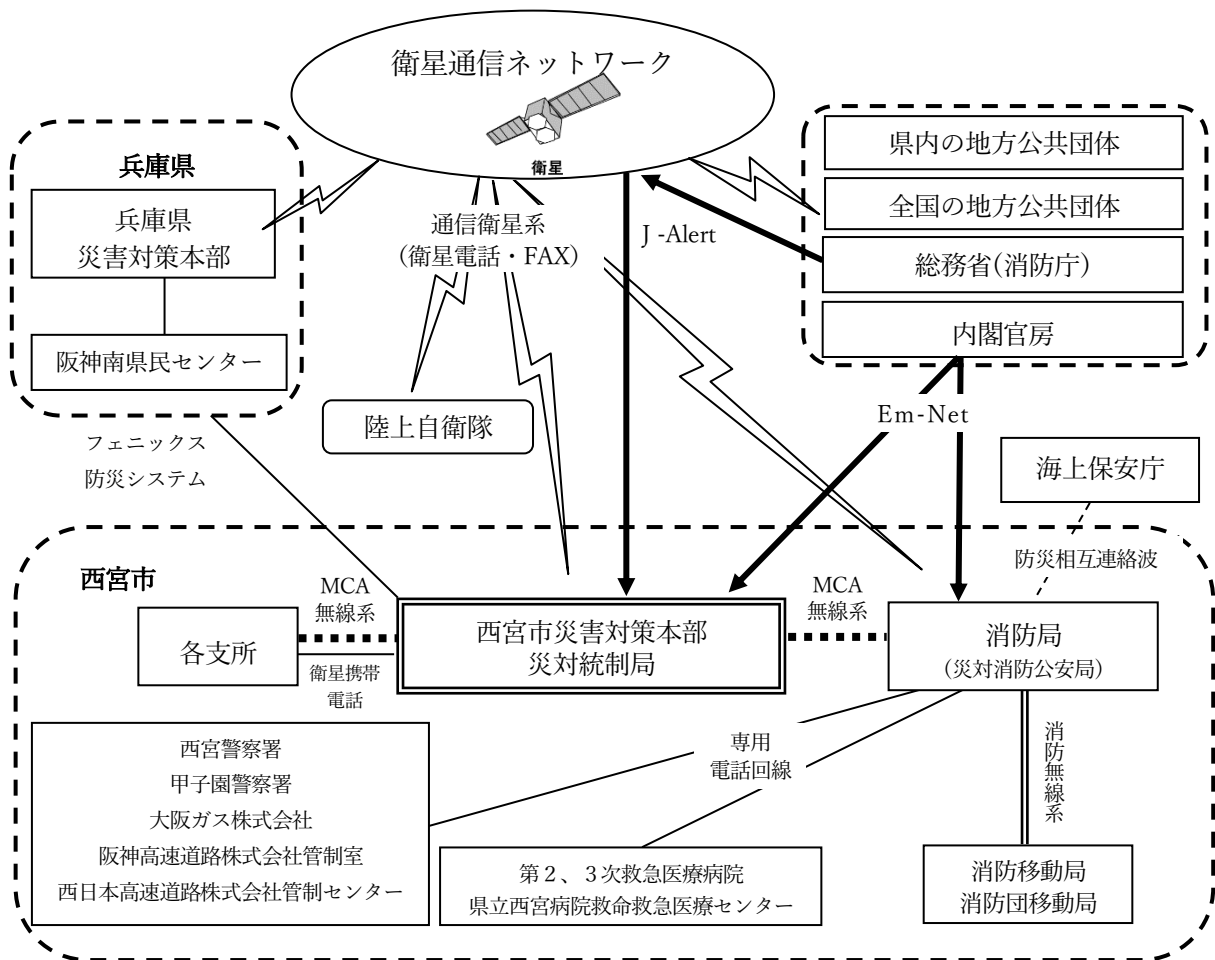 衛星通信ネットワーク
衛星
兵庫県
兵庫県
災害対策本部
阪神南県民センター
フェニックス
防災システム
通信衛星系
(衛星電話・FAX)
陸上自衛隊
J -Alert
県内の地方公共団体
全国の地方公共団体
総務省(消防庁)
内閣官房
Em-Net
海上保安庁
防災相互連絡波
西宮市
各支所
MCA
無線系
衛星携帯
電話
西宮市災害対策本部
災対統制局
MCA
無線系
消防局
(災対消防公安局)
西宮警察署
甲子園警察署
大阪ガス株式会社
阪神高速道路株式会社管制室
西日本高速道路株式会社管制センター
専用
電話回線
第２、３次救急医療病院
県立西宮病院救命救急医療センター
消防無線系
消防移動局
消防団移動局